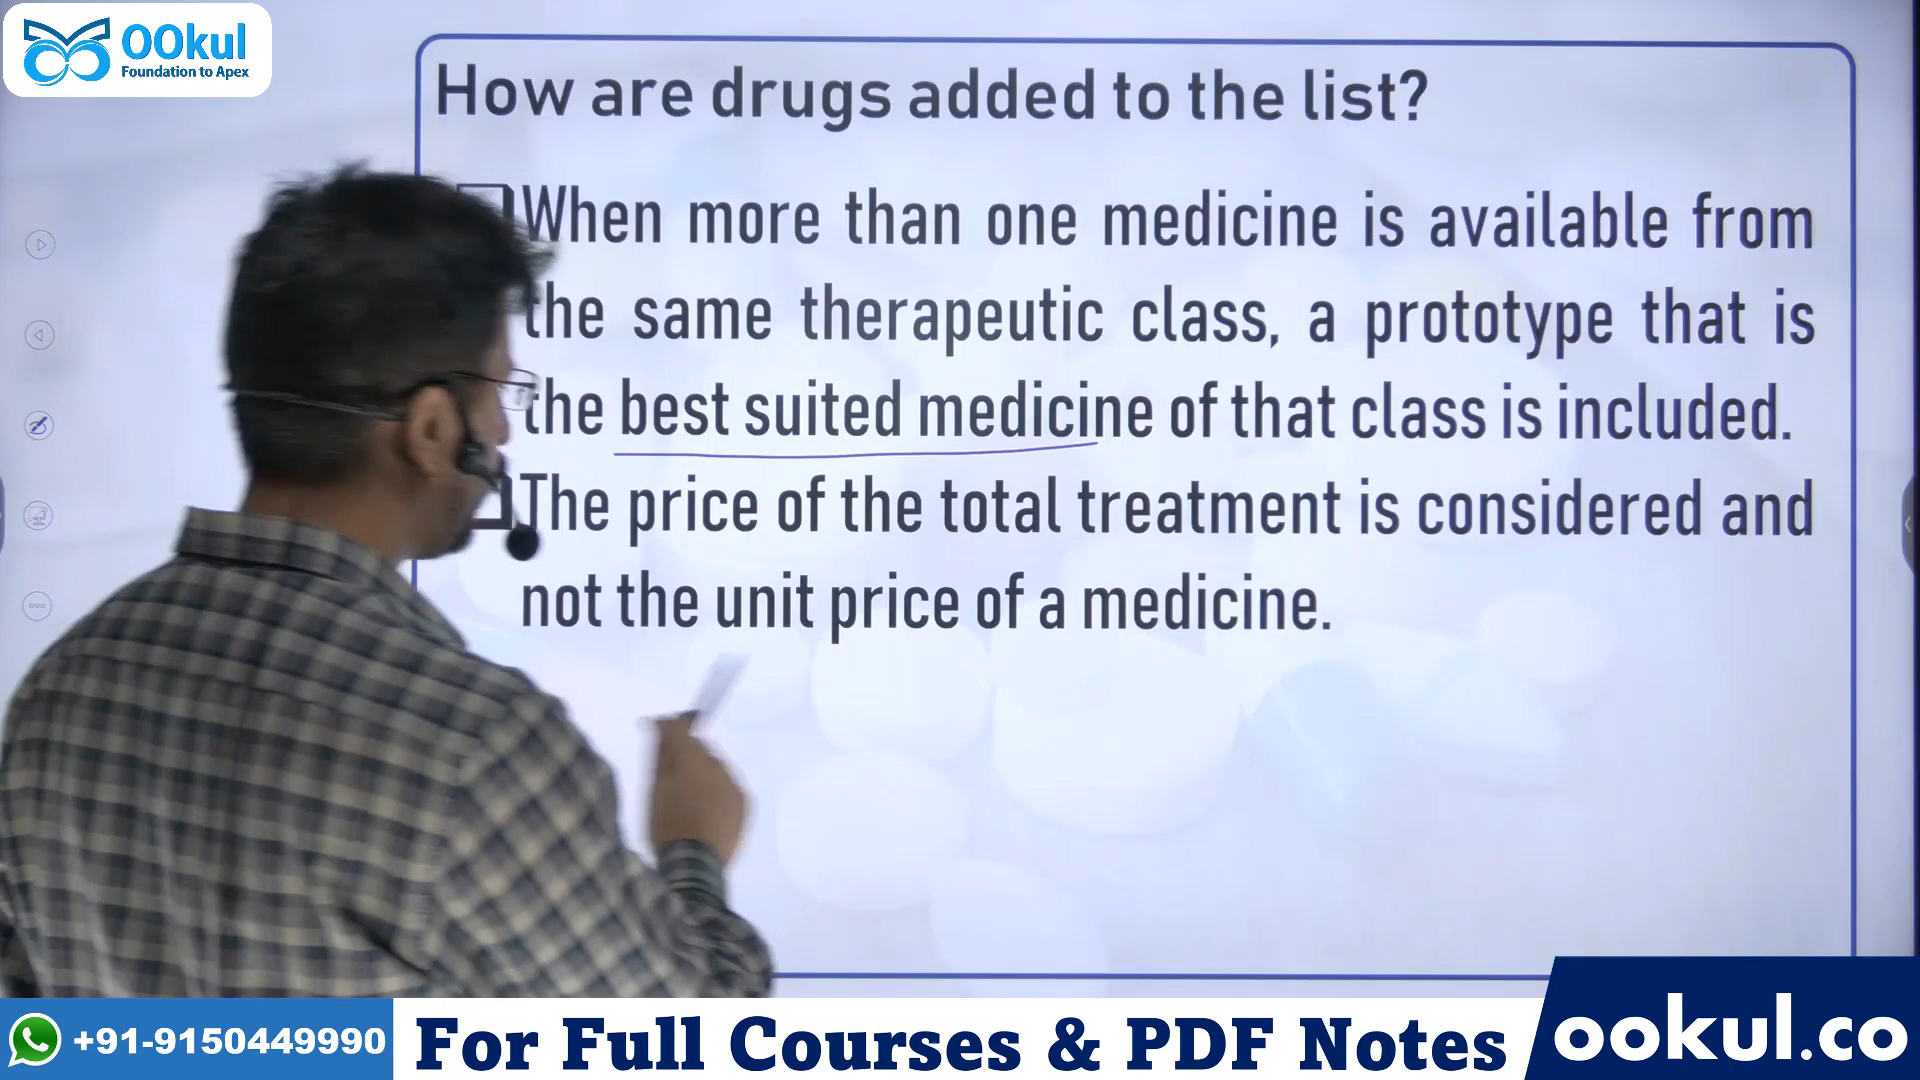 OOkul
Foundation to Apex
How are drugs added to the list?
When more than one medicine is available from
the same therapeutic class, a prototype that is
the best suited medicine of that class is included.
The price of the total treatment is considered and
not the unit price of a medicine.
+91-9150449990
For Full Courses & PDF Notes
ookul.co